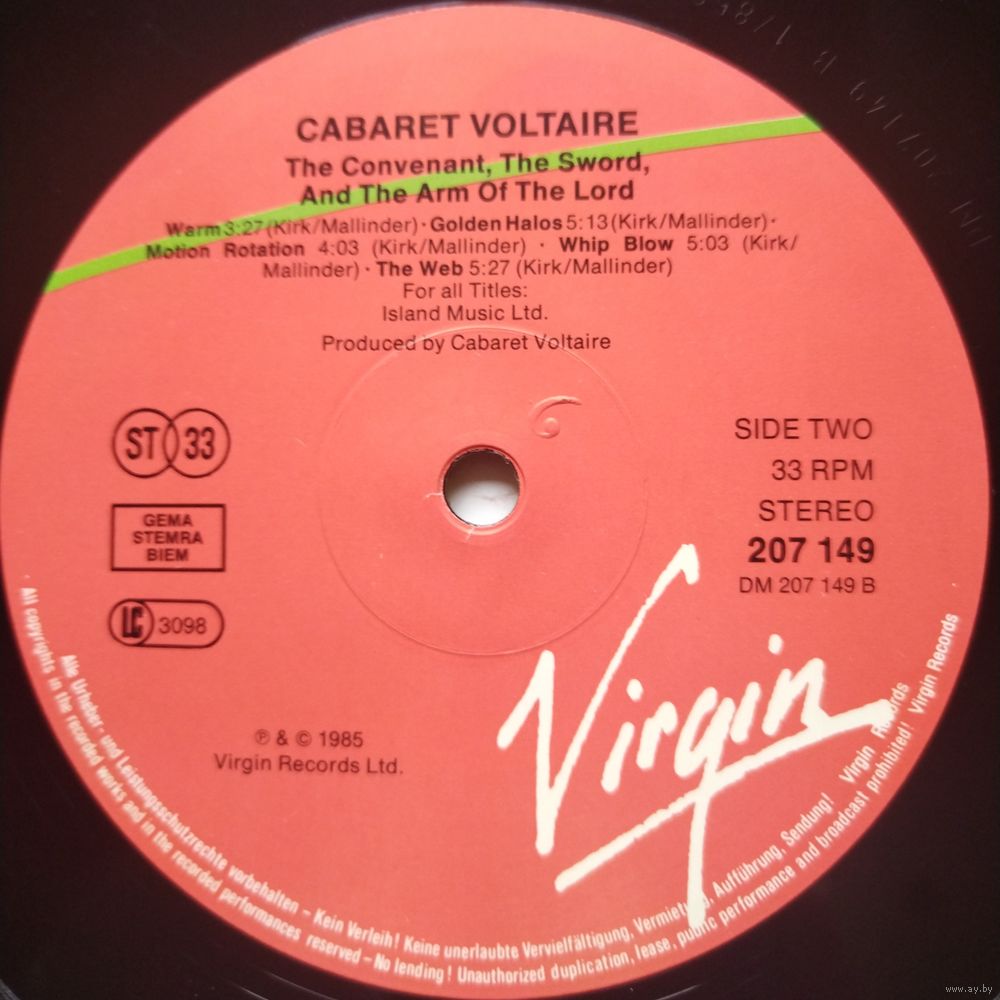 CABARET VOLTAIRE
The Convenant, The Sword,
And The Arm Of The Lord
Warm 3:27 (Kirk/Mallinder) · Golden Halos 5:13 (Kirk/Mallinder) ·
Motion Rotation 4:03 (Kirk/Mallinder) · Whip Blow 5:03 (Kirk/
Mallinder) · The Web 5:27 (Kirk/Mallinder)
For all Titles:
Island Music Ltd.
Produced by Cabaret Voltaire
ST 33
GEMA
STEMRA
BIEM
LC 3098
SIDE TWO
33 RPM
STEREO
207 149
DM 207 149 B
Virgin
℗ & © 1985
Virgin Records Ltd.
Alle Urheber- und Leistungsschutzrechte vorbehalten – Kein Verleih! Keine unerlaubte Vervielfältigung, Vermietung, Aufführung, Sendung! Virgin Records
· All copyrights in the recorded works and in the recorded performances reserved – No lending! Unauthorized duplication, lease, public performance and broadcast prohibited! Virgin Records
6
www.ay.by